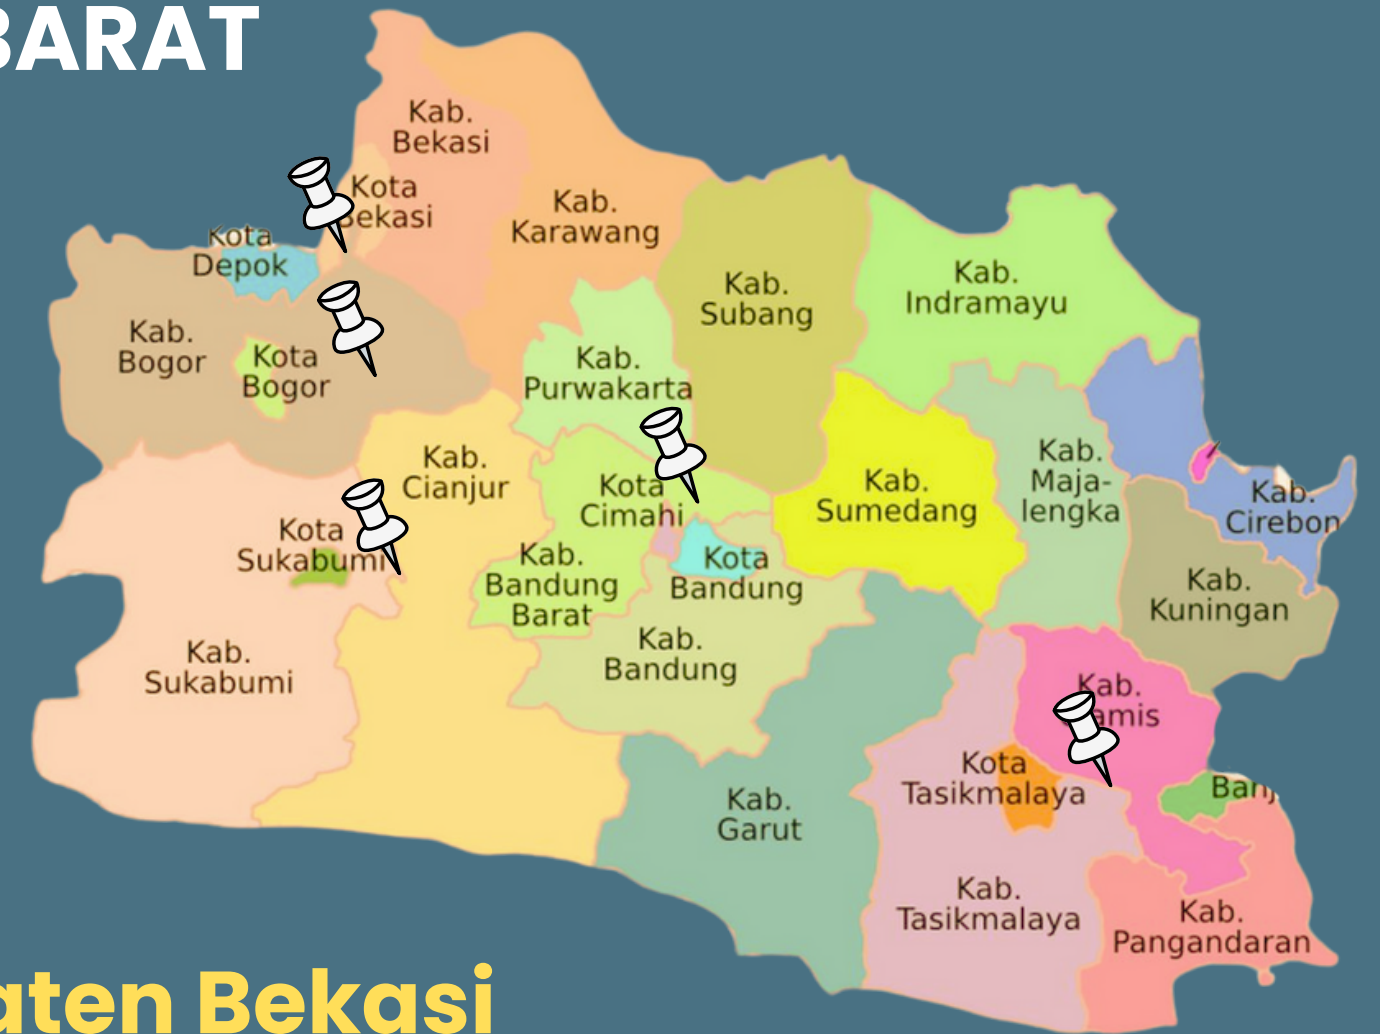 BARAT
Kab.
Bekasi
Kota
Bekasi
Kab.
Karawang
Kota
Depok
Kab.
Subang
Kab.
Indramayu
Kab.
Bogor
Kota
Bogor
Kab.
Purwakarta
Kab.
Cianjur
Kota
Cimahi
Kab.
Sumedang
Kab.
Maja-
lengka
Kab.
Cirebon
Kota
Sukabumi
Kab.
Bandung
Barat
Kota
Bandung
Kab.
Kuningan
Kab.
Sukabumi
Kab.
Bandung
Kab.
amis
Kota
Tasikmalaya
Banj
Kab.
Garut
Kab.
Tasikmalaya
Kab.
Pangandaran
aten Bekasi